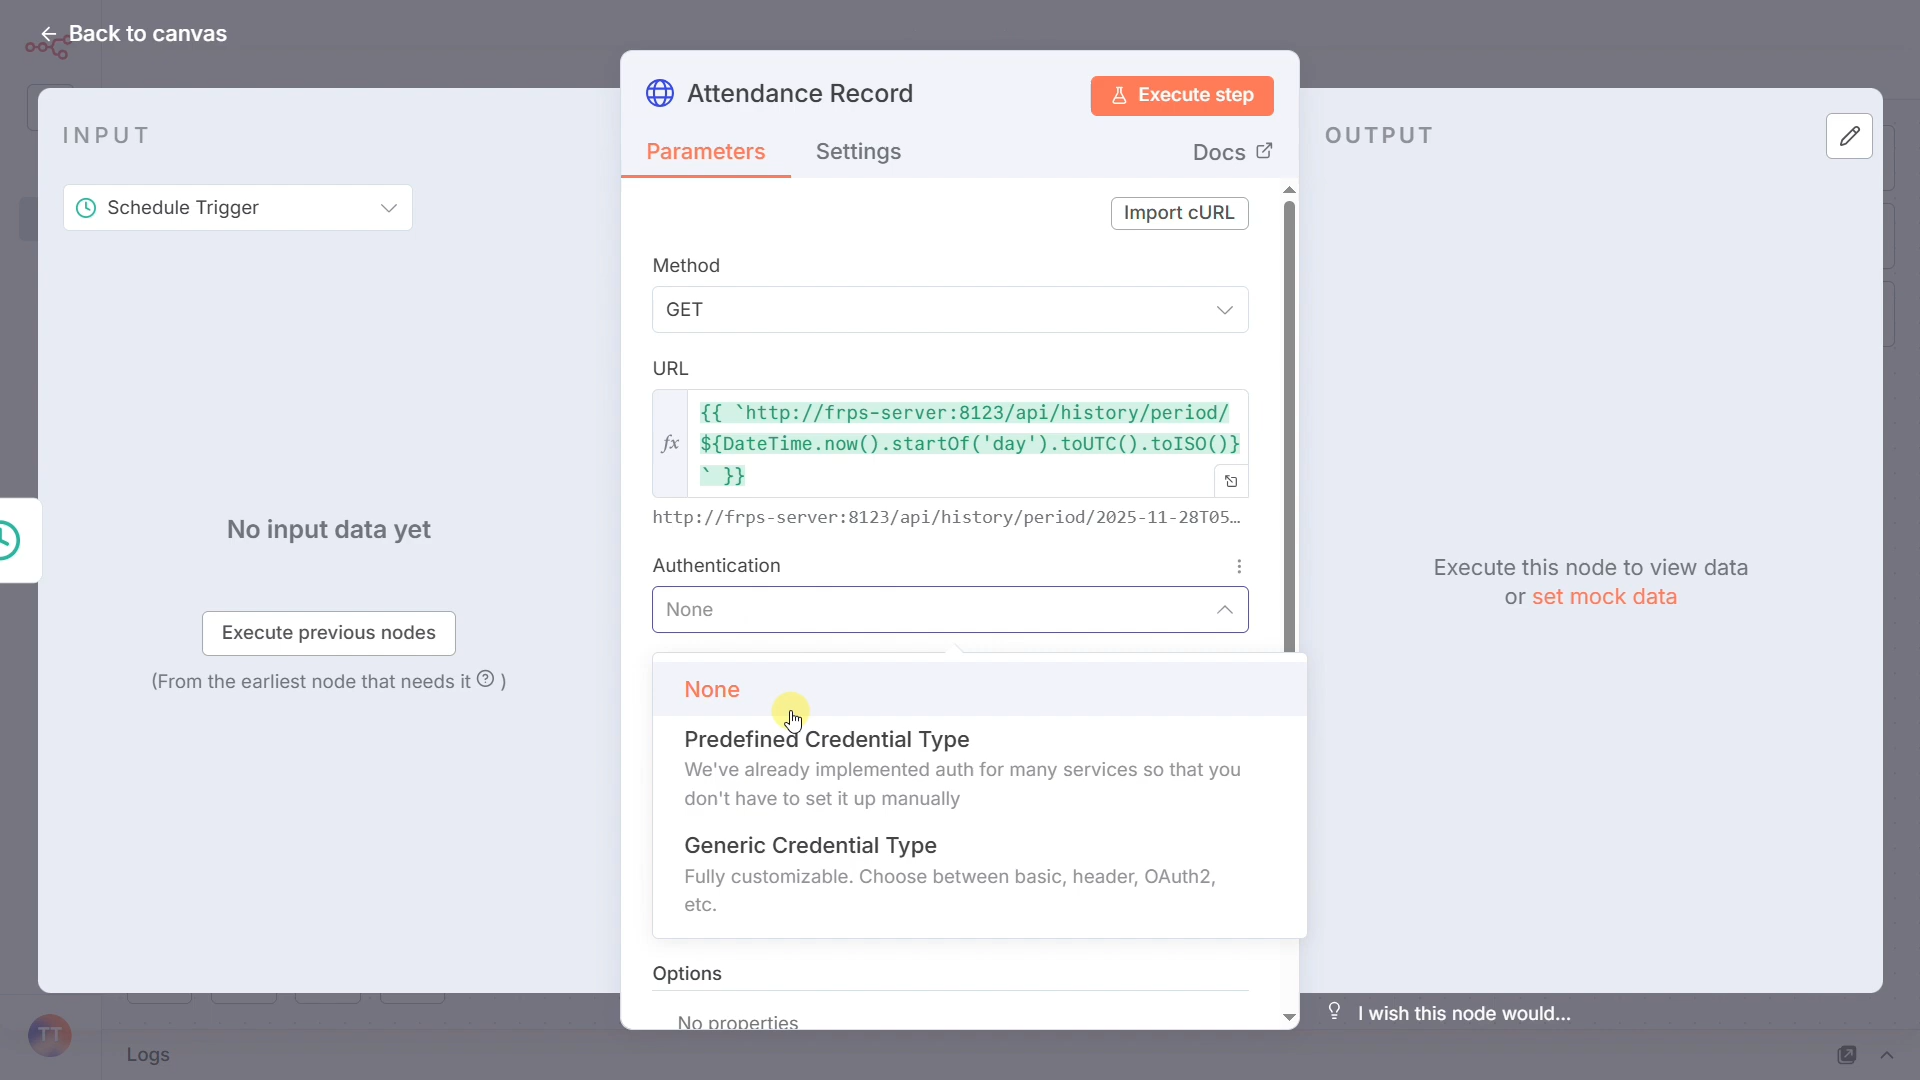 Back to canvas
Attendance Record
Execute step
INPUT
Parameters
Settings
Docs
OUTPUT
Schedule Trigger
Import cURL
Method
GET
URL
fx
{{ `http://frps-server:8123/api/history/period/
${DateTime.now().startOf('day').toUTC().toISO()}
` }}
http://frps-server:8123/api/history/period/2025-11-28T05…
No input data yet
Authentication
None
Execute this node to view data
or set mock data
Execute previous nodes
(From the earliest node that needs it ? )
None
Predefined Credential Type
We've already implemented auth for many services so that you
don't have to set it up manually
Generic Credential Type
Fully customizable. Choose between basic, header, OAuth2,
etc.
Options
No properties
I wish this node would...
TT
Logs